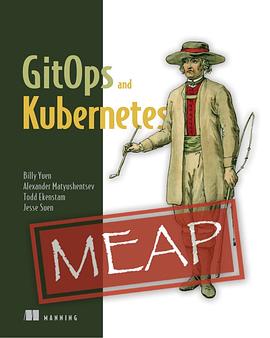 GitOps and
Kubernetes
Billy Yuen
Alexander Matyushentsev
Todd Ekenstam
Jesse Suen
MEAP
MANNING